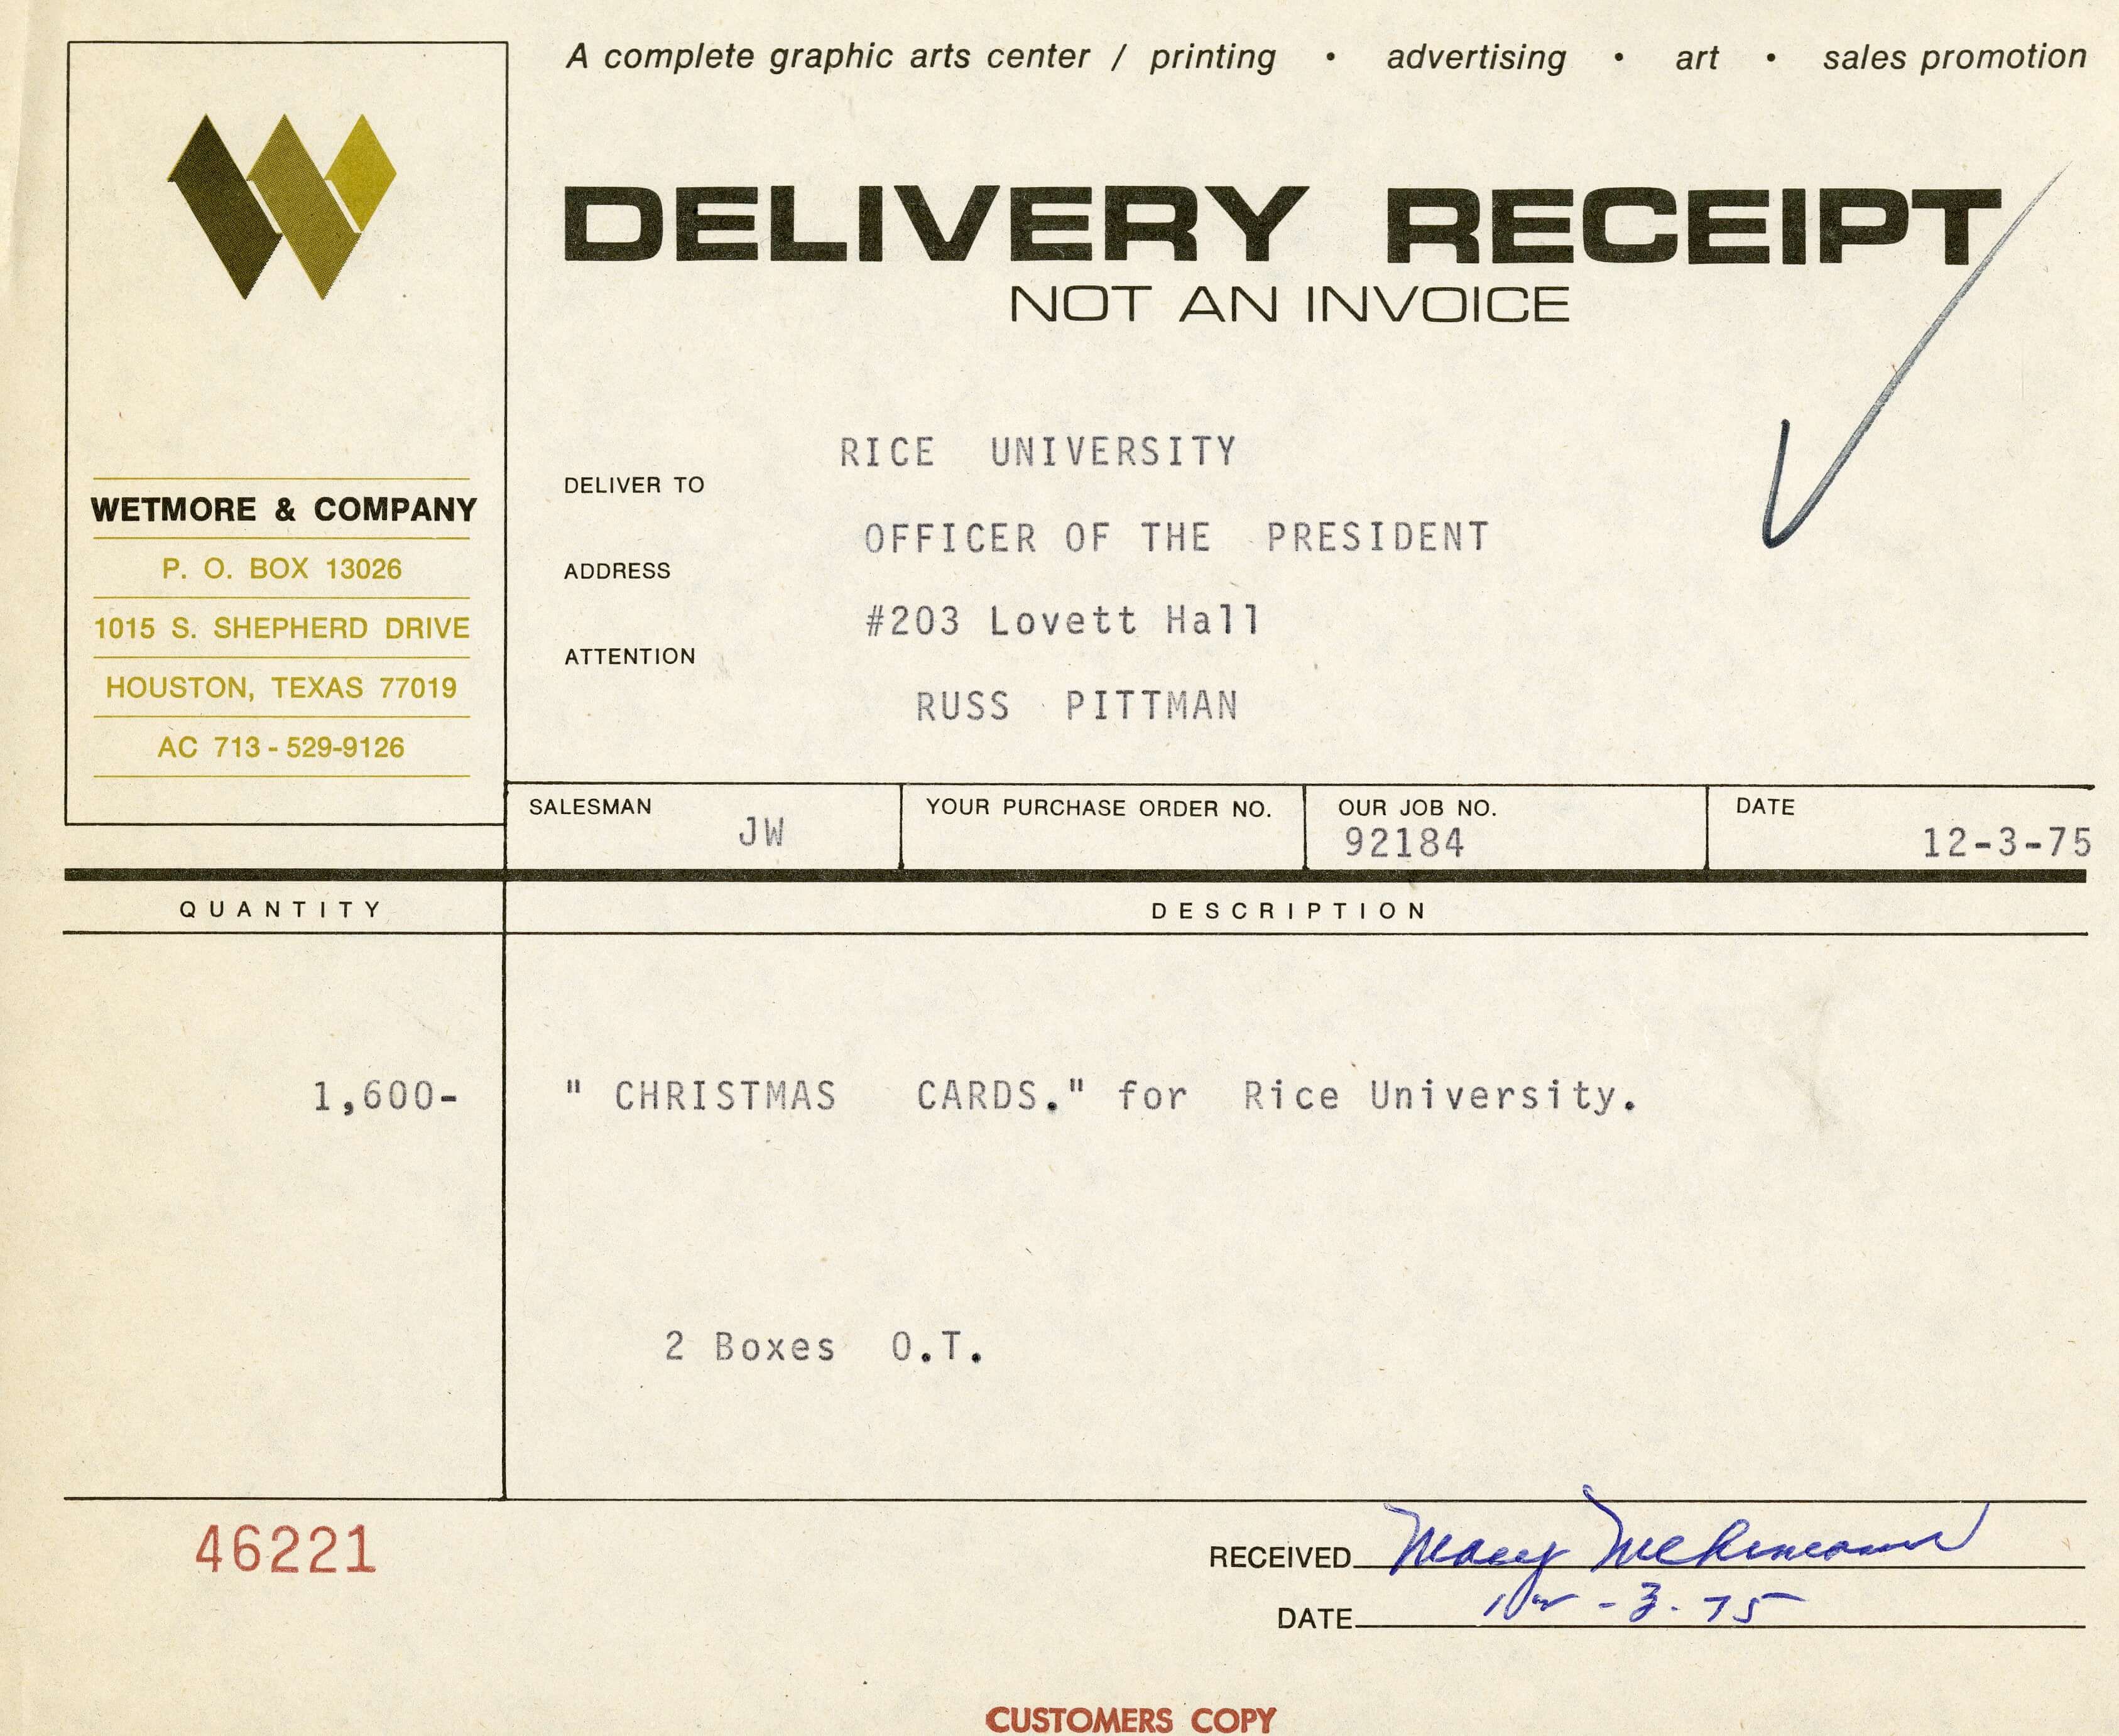 A complete graphic arts center / printing • advertising • art • sales promotion
DELIVERY RECEIPT
NOT AN INVOICE
WETMORE & COMPANY
P. O. BOX 13026
1015 S. SHEPHERD DRIVE
HOUSTON, TEXAS 77019
AC 713 - 529-9126
RICE UNIVERSITY
DELIVER TO
OFFICER OF THE PRESIDENT
ADDRESS
#203 Lovett Hall
ATTENTION
RUSS PITTMAN
SALESMAN YOUR PURCHASE ORDER NO. OUR JOB NO. DATE
JW 92184 12-3-75
QUANTITY DESCRIPTION
1,600- " CHRISTMAS CARDS." for Rice University.
2 Boxes O.T.
46221
RECEIVED
DATE 12-3-75
CUSTOMERS COPY